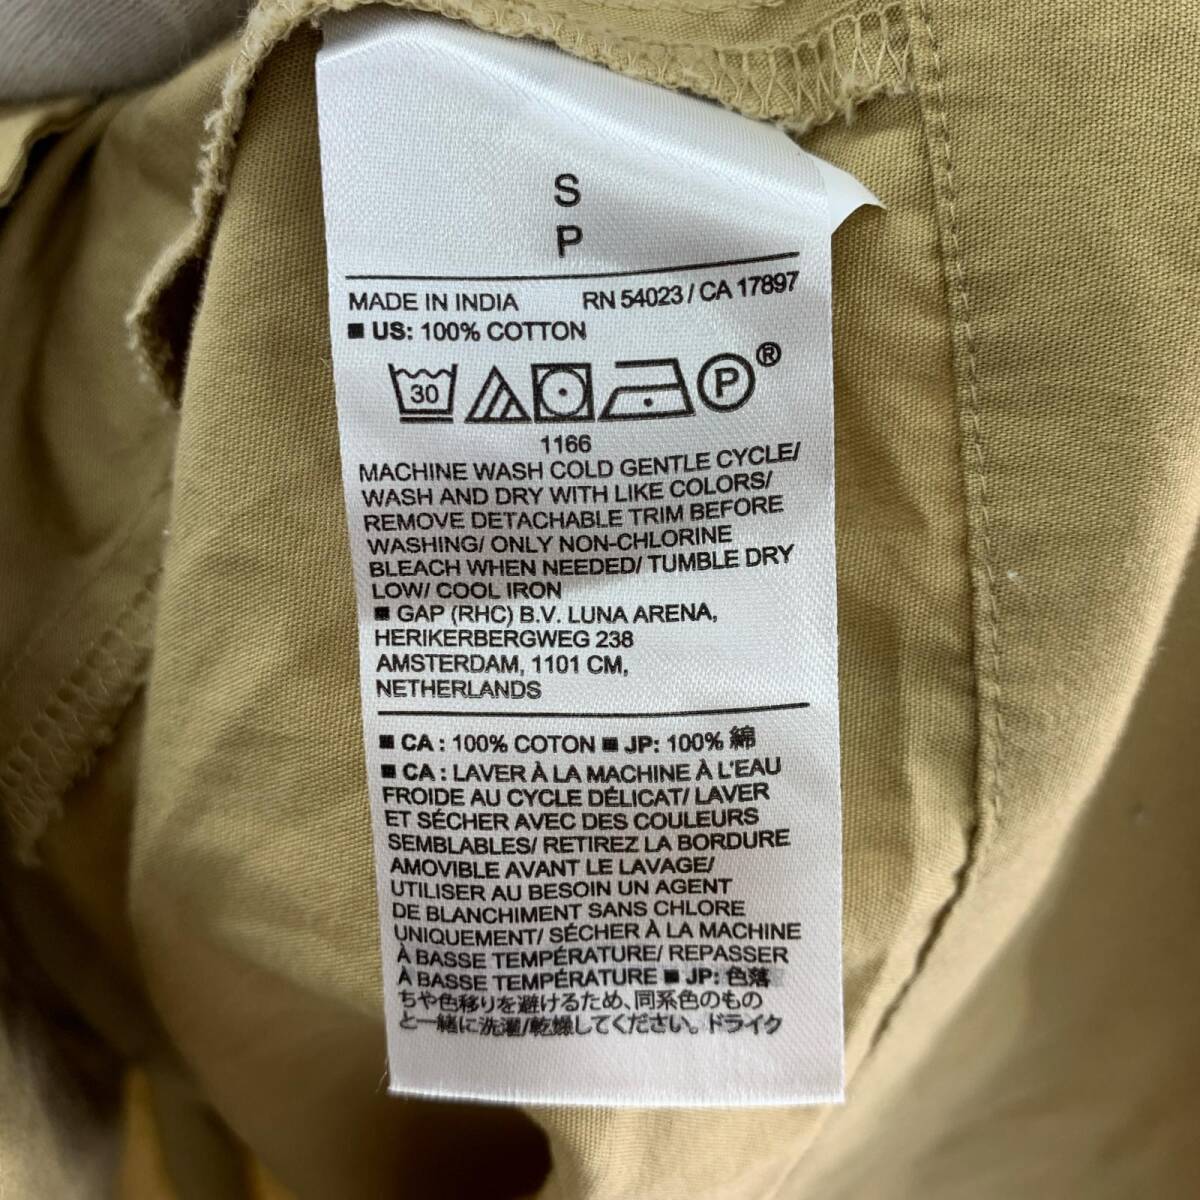 S
P
MADE IN INDIA RN 54023 / CA 17897
■ US: 100% COTTON
30 P ®
1166
MACHINE WASH COLD GENTLE CYCLE/
WASH AND DRY WITH LIKE COLORS/
REMOVE DETACHABLE TRIM BEFORE
WASHING/ ONLY NON-CHLORINE
BLEACH WHEN NEEDED/ TUMBLE DRY
LOW/ COOL IRON
■ GAP (RHC) B.V. LUNA ARENA,
HERIKERBERGWEG 238
AMSTERDAM, 1101 CM,
NETHERLANDS
■ CA : 100% COTON ■ JP: 100% 綿
■ CA : LAVER À LA MACHINE À L'EAU
FROIDE AU CYCLE DÉLICAT/ LAVER
ET SÉCHER AVEC DES COULEURS
SEMBLABLES/ RETIREZ LA BORDURE
AMOVIBLE AVANT LE LAVAGE/
UTILISER AU BESOIN UN AGENT
DE BLANCHIMENT SANS CHLORE
UNIQUEMENT/ SÉCHER À LA MACHINE
À BASSE TEMPÉRATURE/ REPASSER
À BASSE TEMPÉRATURE ■ JP: 色落
ちや色移りを避けるため、同系色のもの
と一緒に洗濯/乾燥してください。ドライク